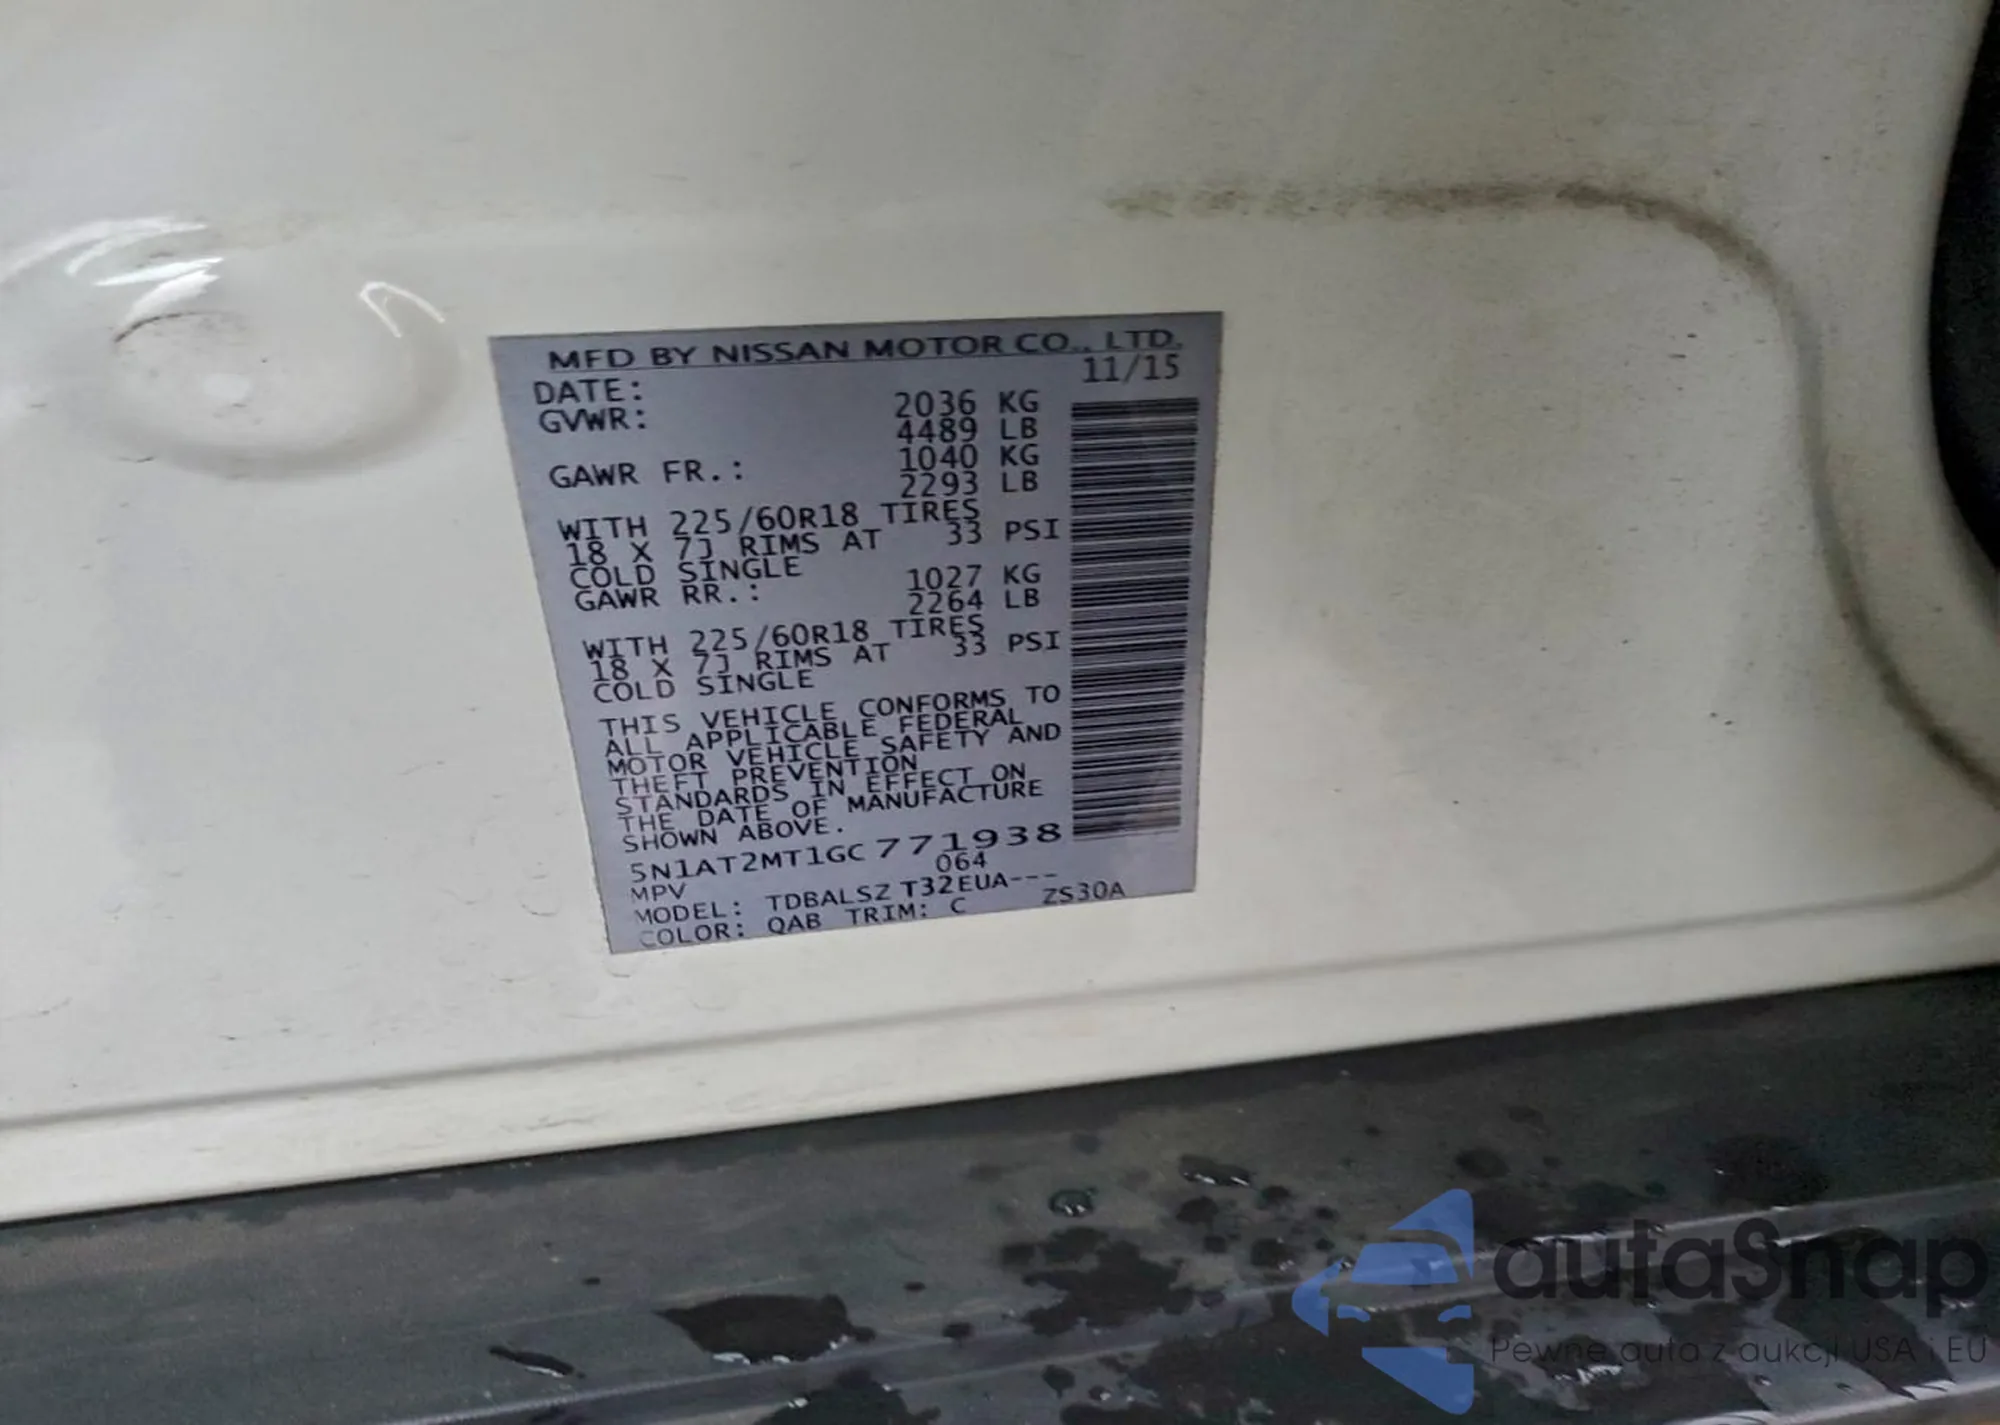 MFD BY NISSAN MOTOR CO., LTD.
DATE: 11/15
GVWR: 2036 KG
4489 LB
GAWR FR.: 1040 KG
2293 LB
WITH 225/60R18 TIRES
18 X 7J RIMS AT 33 PSI
COLD SINGLE
GAWR RR.: 1027 KG
2264 LB
WITH 225/60R18 TIRES
18 X 7J RIMS AT 33 PSI
COLD SINGLE
THIS VEHICLE CONFORMS TO
ALL APPLICABLE FEDERAL
MOTOR VEHICLE SAFETY AND
THEFT PREVENTION
STANDARDS IN EFFECT ON
THE DATE OF MANUFACTURE
SHOWN ABOVE.
5N1AT2MT1GC771938
MPV 064
MODEL: TDBALSZ T32EUA---
COLOR: QAB TRIM: C ZS30A
autaSnap
Pewne auta z aukcji USA i EU